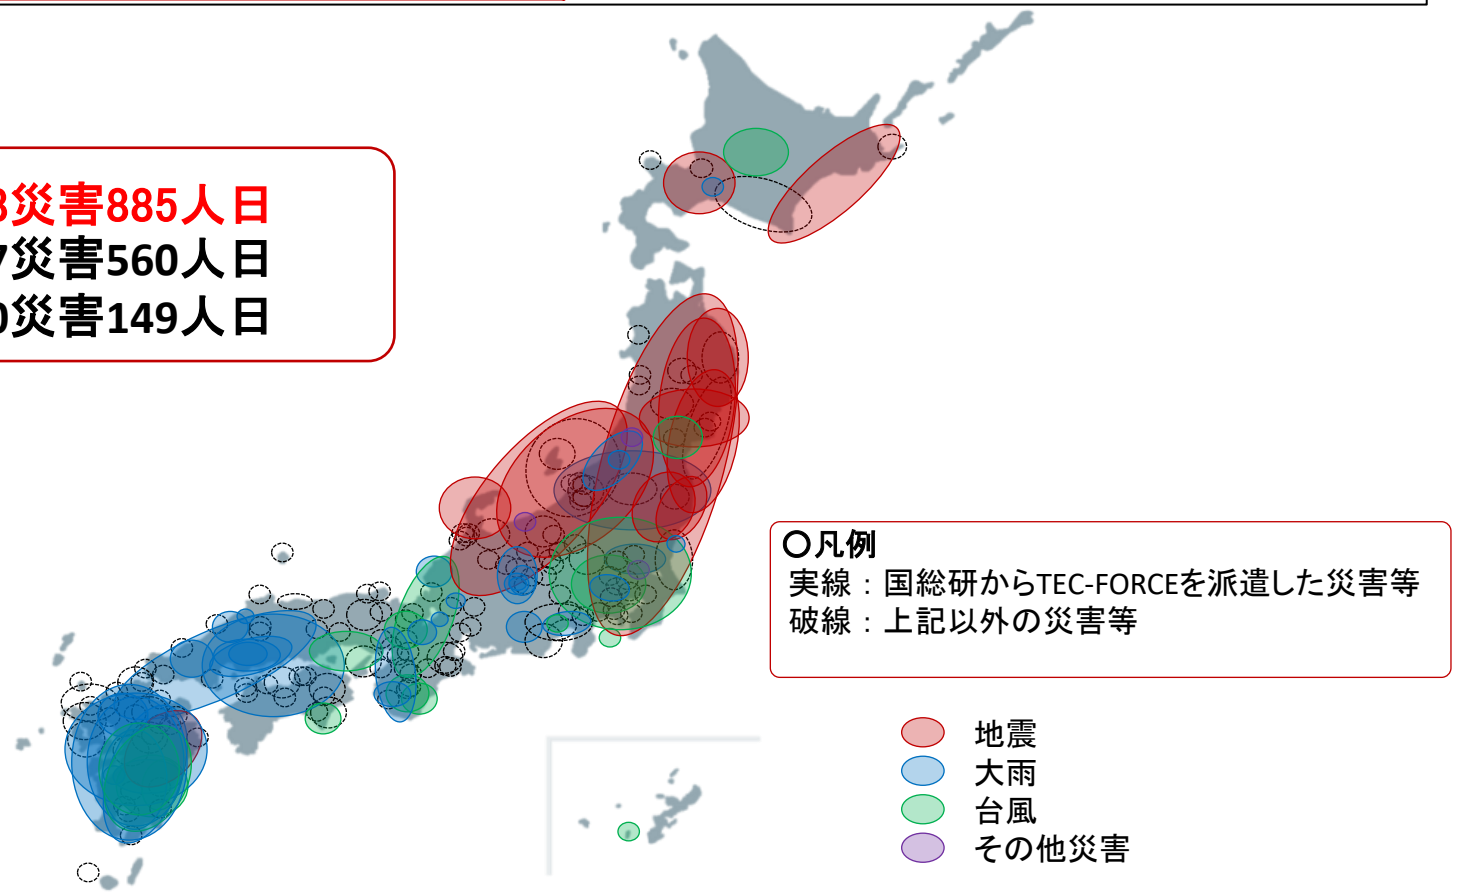 8災害885人日
7災害560人日
0災害149人日
〇凡例
実線：国総研からTEC-FORCEを派遣した災害等
破線：上記以外の災害等
地震
大雨
台風
その他災害